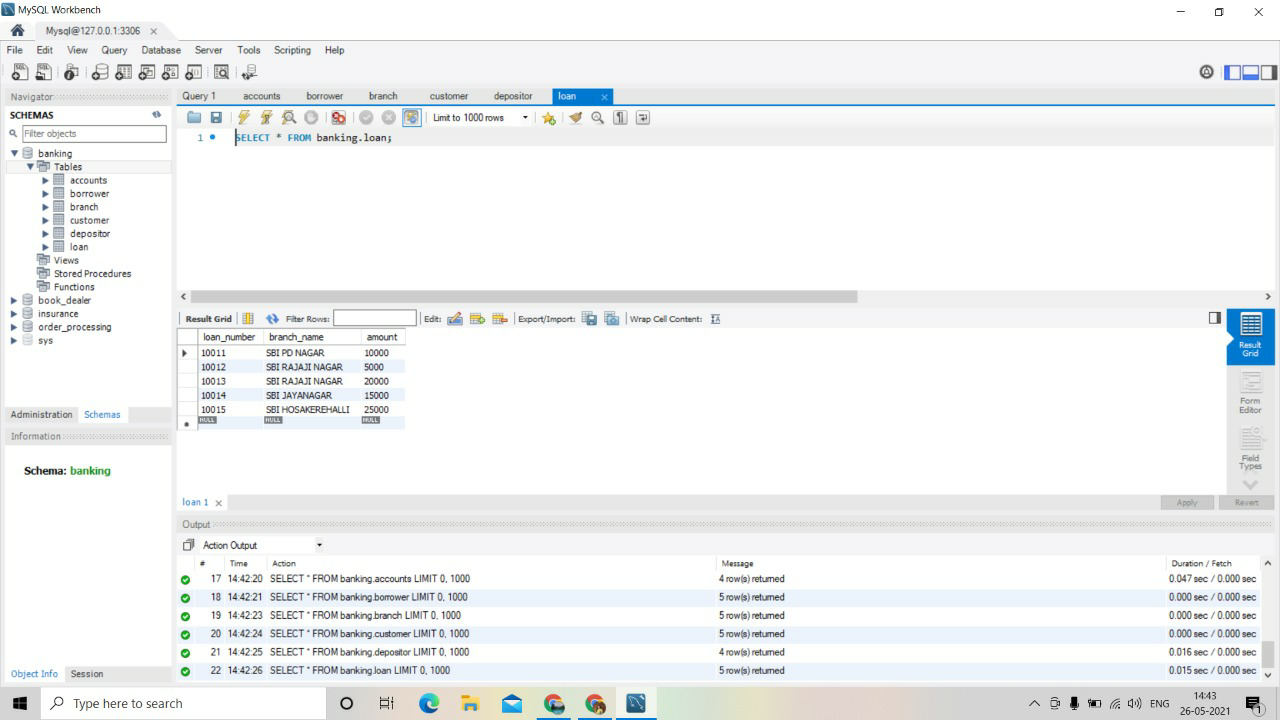 MySQL Workbench
Mysql@127.0.0.1:3306
File Edit View Query Database Server Tools Scripting Help
Navigator
SCHEMAS
Filter objects
banking
Tables
accounts
borrower
branch
customer
depositor
loan
Views
Stored Procedures
Functions
book_dealer
insurance
order_processing
sys
Administration Schemas
Information
Schema: banking
Object Info Session
Query 1 accounts borrower branch customer depositor loan
Limit to 1000 rows
1 SELECT * FROM banking.loan;
Result Grid Filter Rows: Edit: Export/Import: Wrap Cell Content:
loan_number branch_name amount
10011 SBI PD NAGAR 10000
10012 SBI RAJAJI NAGAR 5000
10013 SBI RAJAJI NAGAR 20000
10014 SBI JAYANAGAR 15000
10015 SBI HOSAKEREHALLI 25000
NULL NULL NULL
Result
Grid
Form
Editor
Field
Types
loan 1 Apply Revert
Output
Action Output
# Time Action Message Duration / Fetch
17 14:42:20 SELECT * FROM banking.accounts LIMIT 0, 1000 4 row(s) returned 0.047 sec / 0.000 sec
18 14:42:21 SELECT * FROM banking.borrower LIMIT 0, 1000 5 row(s) returned 0.000 sec / 0.000 sec
19 14:42:23 SELECT * FROM banking.branch LIMIT 0, 1000 5 row(s) returned 0.000 sec / 0.000 sec
20 14:42:24 SELECT * FROM banking.customer LIMIT 0, 1000 5 row(s) returned 0.000 sec / 0.000 sec
21 14:42:25 SELECT * FROM banking.depositor LIMIT 0, 1000 4 row(s) returned 0.016 sec / 0.000 sec
22 14:42:26 SELECT * FROM banking.loan LIMIT 0, 1000 5 row(s) returned 0.015 sec / 0.000 sec
Type here to search
ENG
14:43
26-05-2021
1